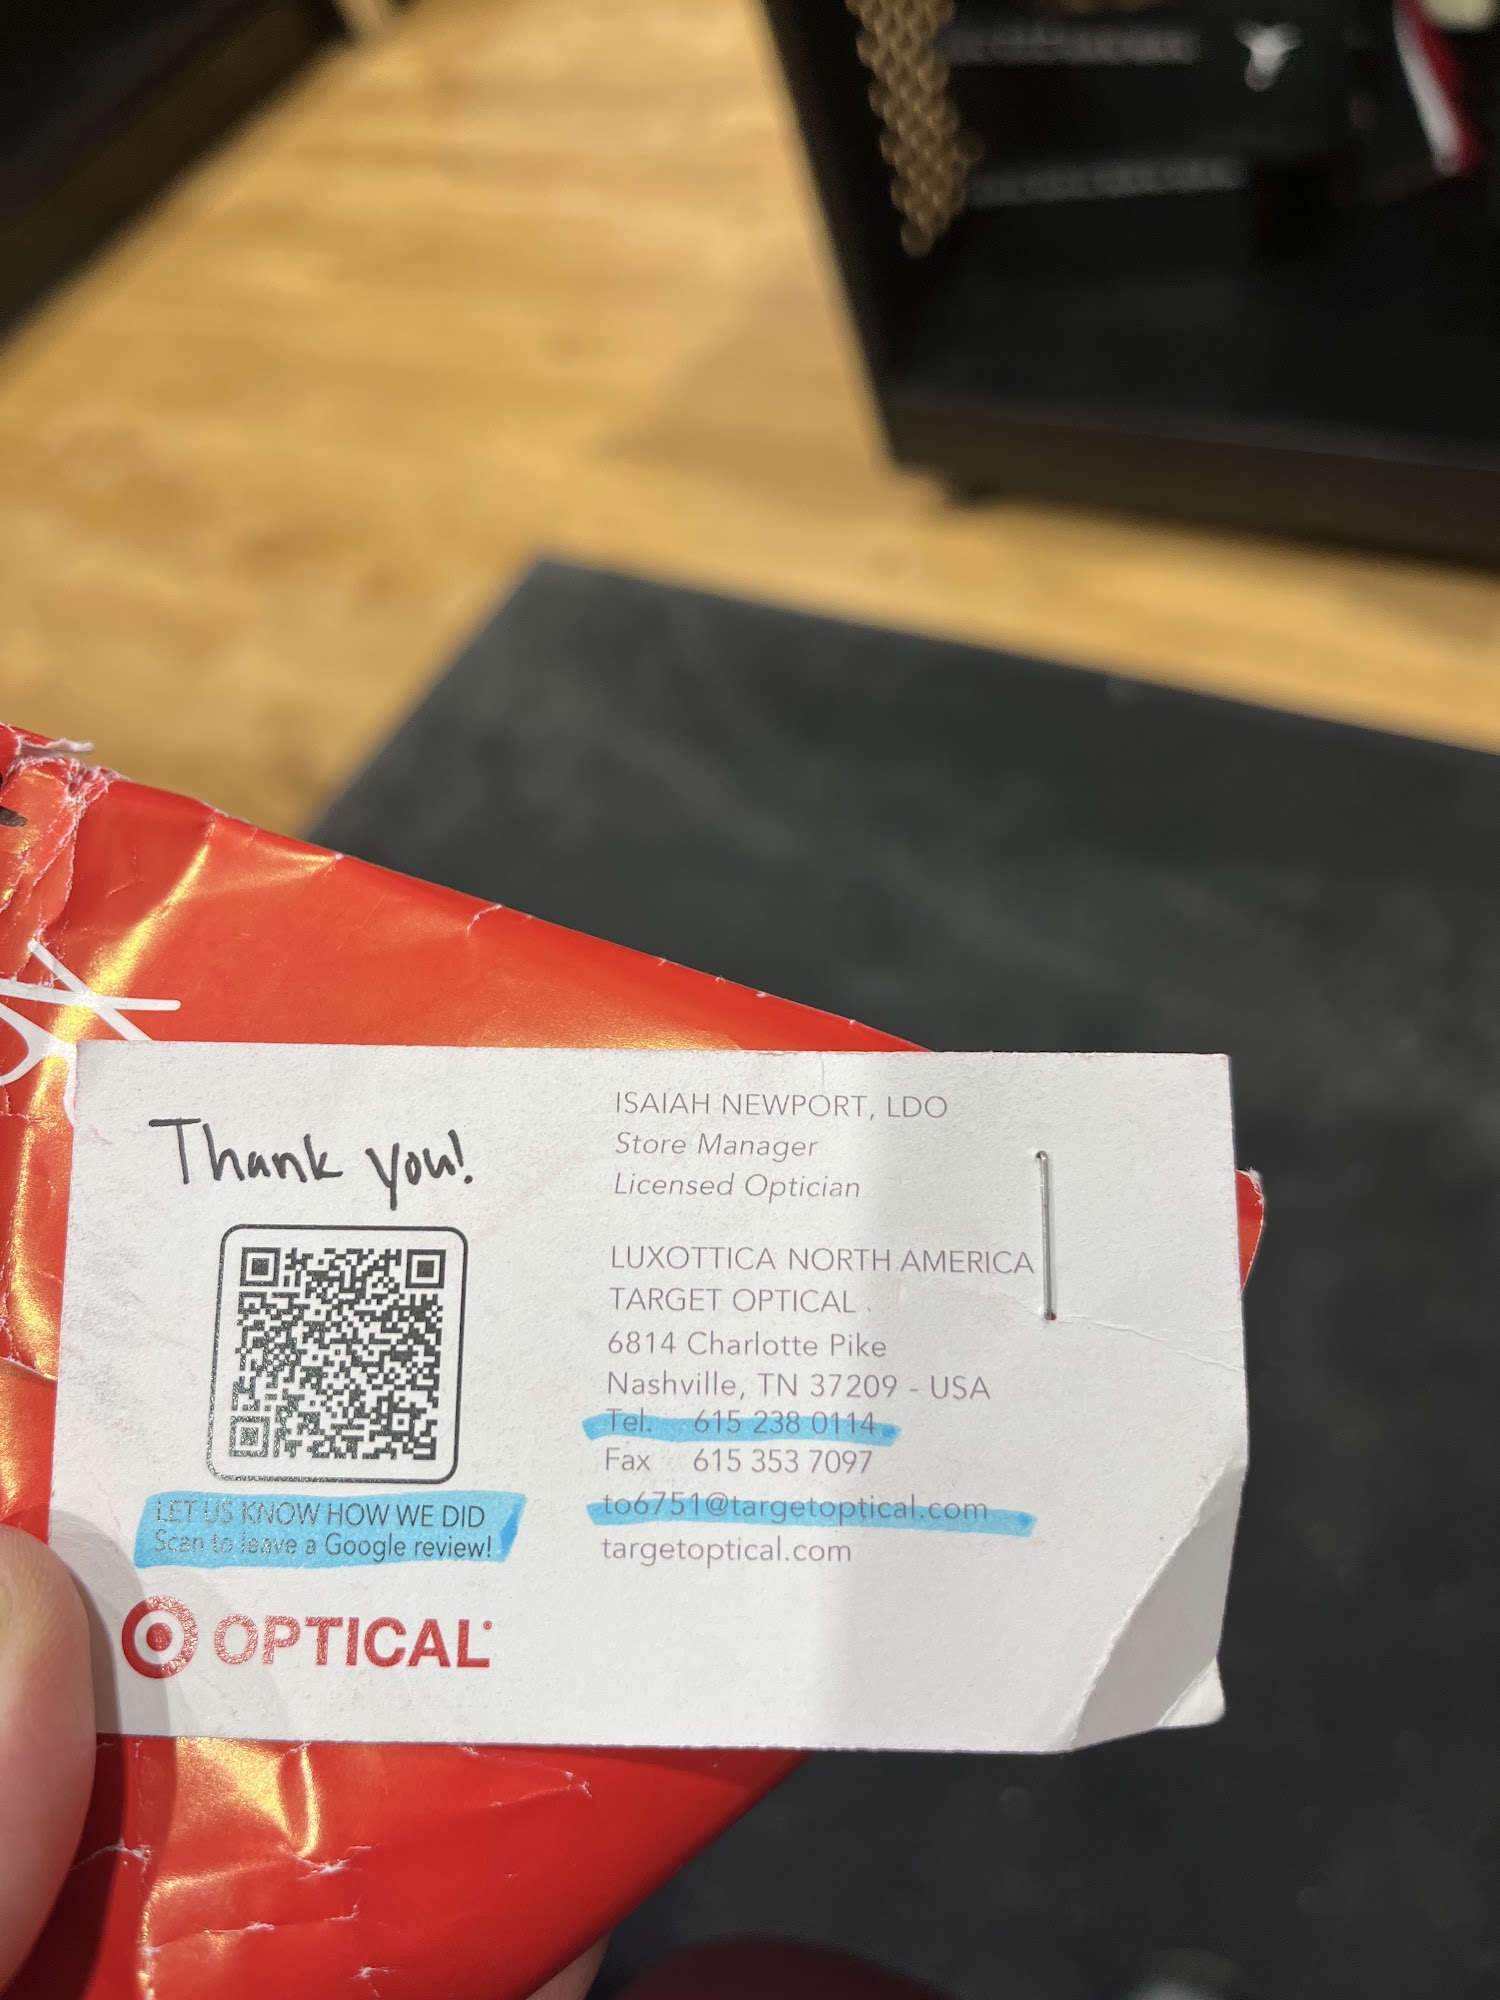 Thank you!
LET US KNOW HOW WE DID
Scan to leave a Google review!
OPTICAL
ISAIAH NEWPORT, LDO
Store Manager
Licensed Optician
LUXOTTICA NORTH AMERICA
TARGET OPTICAL
6814 Charlotte Pike
Nashville, TN 37209 - USA
Tel. 615 238 0114
Fax 615 353 7097
to6751@targetoptical.com
targetoptical.com